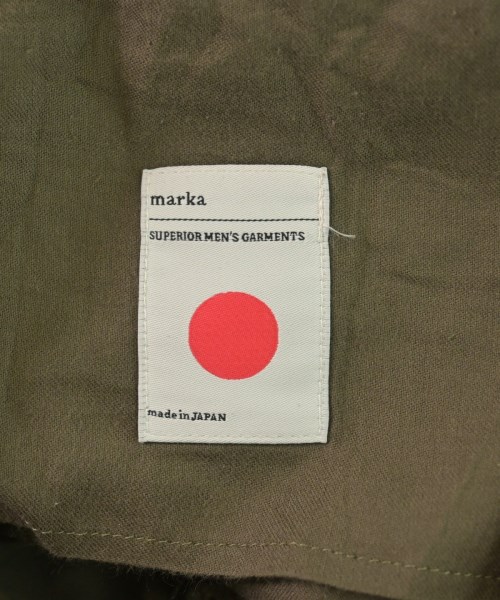 marka
SUPERIOR MEN'S GARMENTS
made in JAPAN